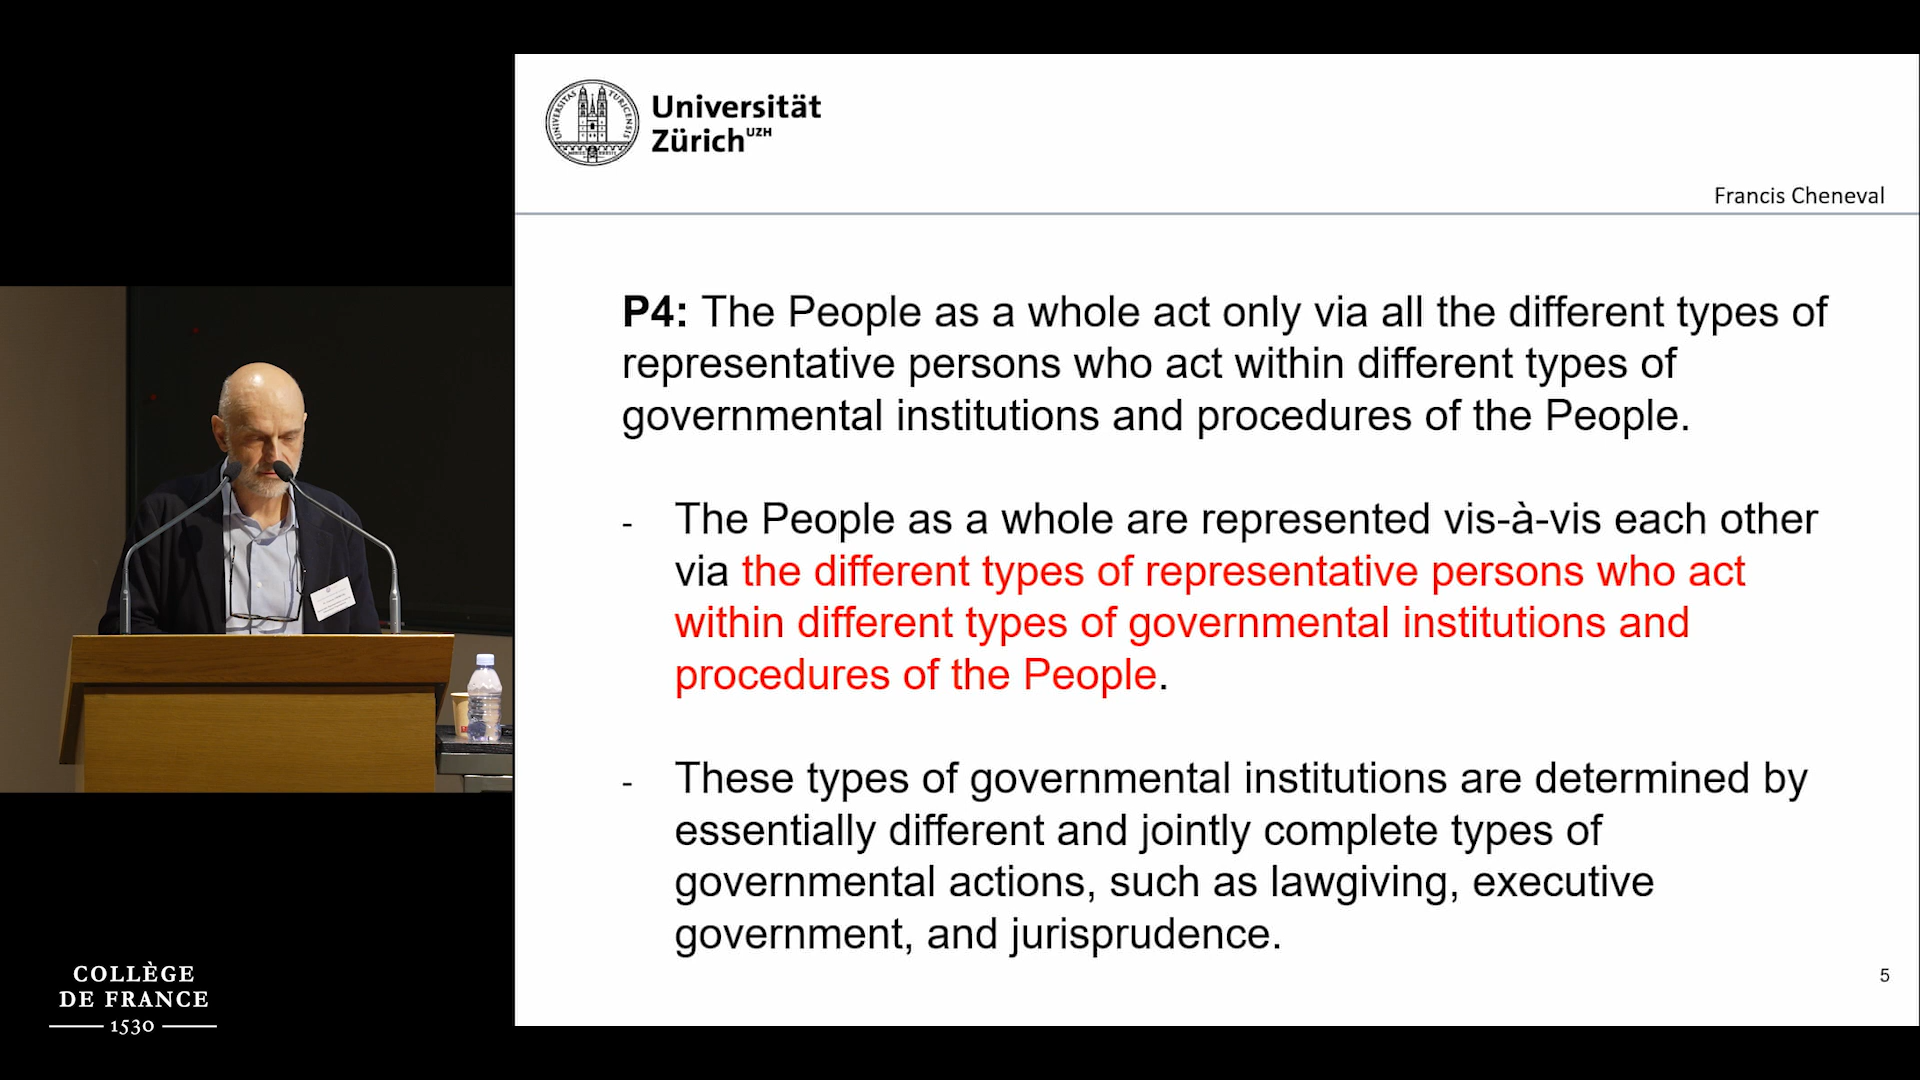 Universität
Zürich UZH
Francis Cheneval
P4: The People as a whole act only via all the different types of
representative persons who act within different types of
governmental institutions and procedures of the People.
- The People as a whole are represented vis-à-vis each other
via the different types of representative persons who act
within different types of governmental institutions and
procedures of the People.
- These types of governmental institutions are determined by
essentially different and jointly complete types of
governmental actions, such as lawgiving, executive
government, and jurisprudence.
5
COLLÈGE
DE FRANCE
1530